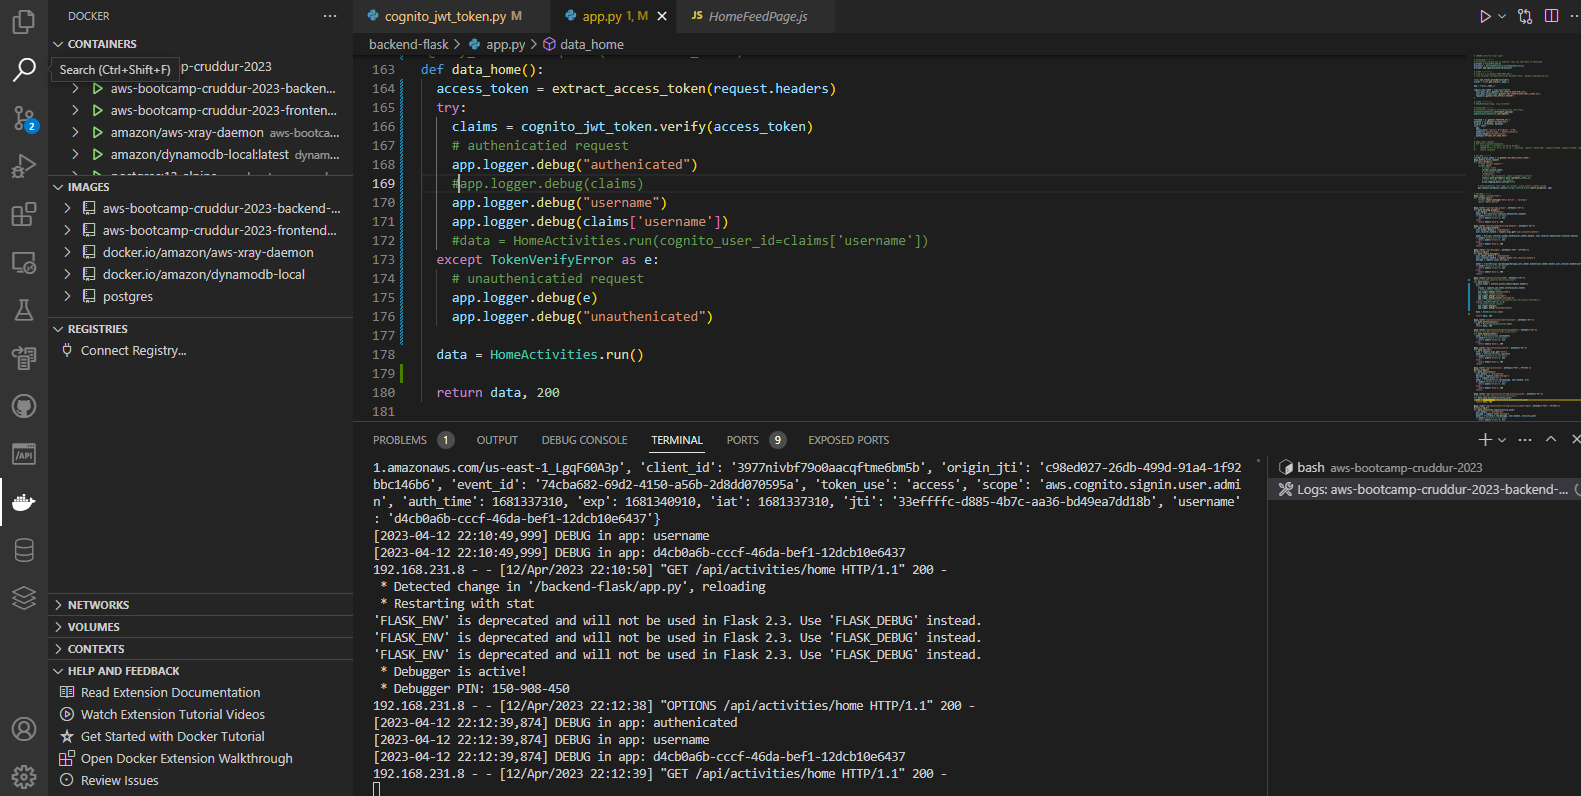 DOCKER
CONTAINERS
Search (Ctrl+Shift+F)
p-cruddur-2023
aws-bootcamp-cruddur-2023-backen...
aws-bootcamp-cruddur-2023-fronten...
amazon/aws-xray-daemon aws-bootca...
amazon/dynamodb-local:latest dynam...
IMAGES
aws-bootcamp-cruddur-2023-backend-...
aws-bootcamp-cruddur-2023-frontend...
docker.io/amazon/aws-xray-daemon
docker.io/amazon/dynamodb-local
postgres
REGISTRIES
Connect Registry...
NETWORKS
VOLUMES
CONTEXTS
HELP AND FEEDBACK
Read Extension Documentation
Watch Extension Tutorial Videos
Get Started with Docker Tutorial
Open Docker Extension Walkthrough
Review Issues
2
/API
cognito_jwt_token.py M
app.py 1, M
JS HomeFeedPage.js
backend-flask > app.py > data_home
163 def data_home():
164 access_token = extract_access_token(request.headers)
165 try:
166 claims = cognito_jwt_token.verify(access_token)
167 # authenicatied request
168 app.logger.debug("authenicated")
169 #app.logger.debug(claims)
170 app.logger.debug("username")
171 app.logger.debug(claims['username'])
172 #data = HomeActivities.run(cognito_user_id=claims['username'])
173 except TokenVerifyError as e:
174 # unauthenicatied request
175 app.logger.debug(e)
176 app.logger.debug("unauthenicated")
177
178 data = HomeActivities.run()
179
180 return data, 200
181
PROBLEMS 1 OUTPUT DEBUG CONSOLE TERMINAL PORTS 9 EXPOSED PORTS
1.amazonaws.com/us-east-1_LgqF60A3p', 'client_id': '3977nivbf79o0aacqftme6bm5b', 'origin_jti': 'c98ed027-26db-499d-91a4-1f92
bbc146b6', 'event_id': '74cba682-69d2-4150-a56b-2d8dd070595a', 'token_use': 'access', 'scope': 'aws.cognito.signin.user.admi
n', 'auth_time': 1681337310, 'exp': 1681340910, 'iat': 1681337310, 'jti': '33effffc-d885-4b7c-aa36-bd49ea7dd18b', 'username'
: 'd4cb0a6b-cccf-46da-bef1-12dcb10e6437'}
[2023-04-12 22:10:49,999] DEBUG in app: username
[2023-04-12 22:10:49,999] DEBUG in app: d4cb0a6b-cccf-46da-bef1-12dcb10e6437
192.168.231.8 - - [12/Apr/2023 22:10:50] "GET /api/activities/home HTTP/1.1" 200 -
* Detected change in '/backend-flask/app.py', reloading
* Restarting with stat
'FLASK_ENV' is deprecated and will not be used in Flask 2.3. Use 'FLASK_DEBUG' instead.
'FLASK_ENV' is deprecated and will not be used in Flask 2.3. Use 'FLASK_DEBUG' instead.
'FLASK_ENV' is deprecated and will not be used in Flask 2.3. Use 'FLASK_DEBUG' instead.
* Debugger is active!
* Debugger PIN: 150-908-450
192.168.231.8 - - [12/Apr/2023 22:12:38] "OPTIONS /api/activities/home HTTP/1.1" 200 -
[2023-04-12 22:12:39,874] DEBUG in app: authenicated
[2023-04-12 22:12:39,874] DEBUG in app: username
[2023-04-12 22:12:39,874] DEBUG in app: d4cb0a6b-cccf-46da-bef1-12dcb10e6437
192.168.231.8 - - [12/Apr/2023 22:12:39] "GET /api/activities/home HTTP/1.1" 200 -
bash aws-bootcamp-cruddur-2023
Logs: aws-bootcamp-cruddur-2023-backend-...